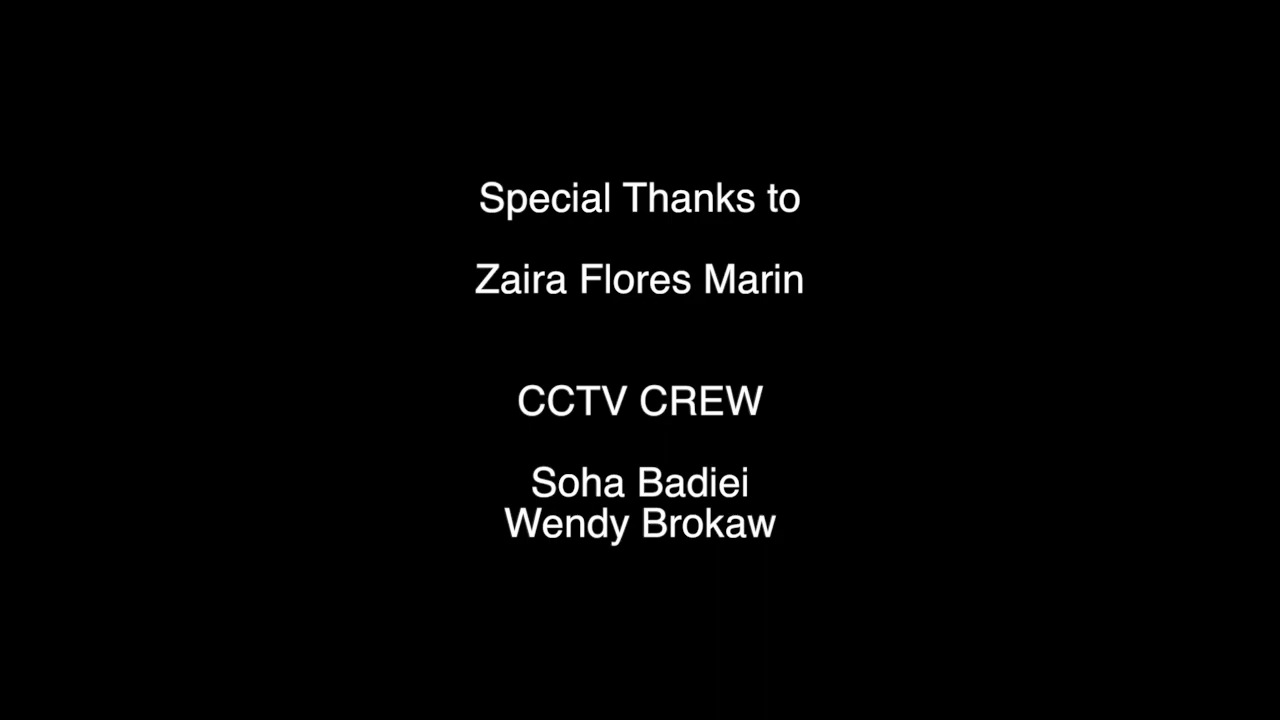 Special Thanks to
Zaira Flores Marin
CCTV CREW
Soha Badiei
Wendy Brokaw